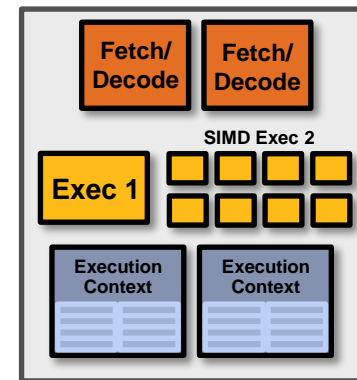 Fetch/
Decode
Fetch/
Decode
SIMD Exec 2
Exec 1
Execution
Context
Execution
Context